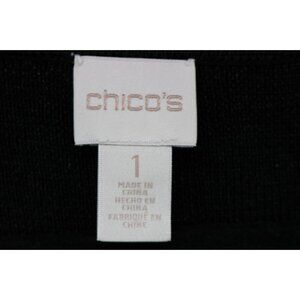 chico's
1
MADE IN
CHINA
HECHO EN
CHINA
FABRIQUÉ EN
CHINE